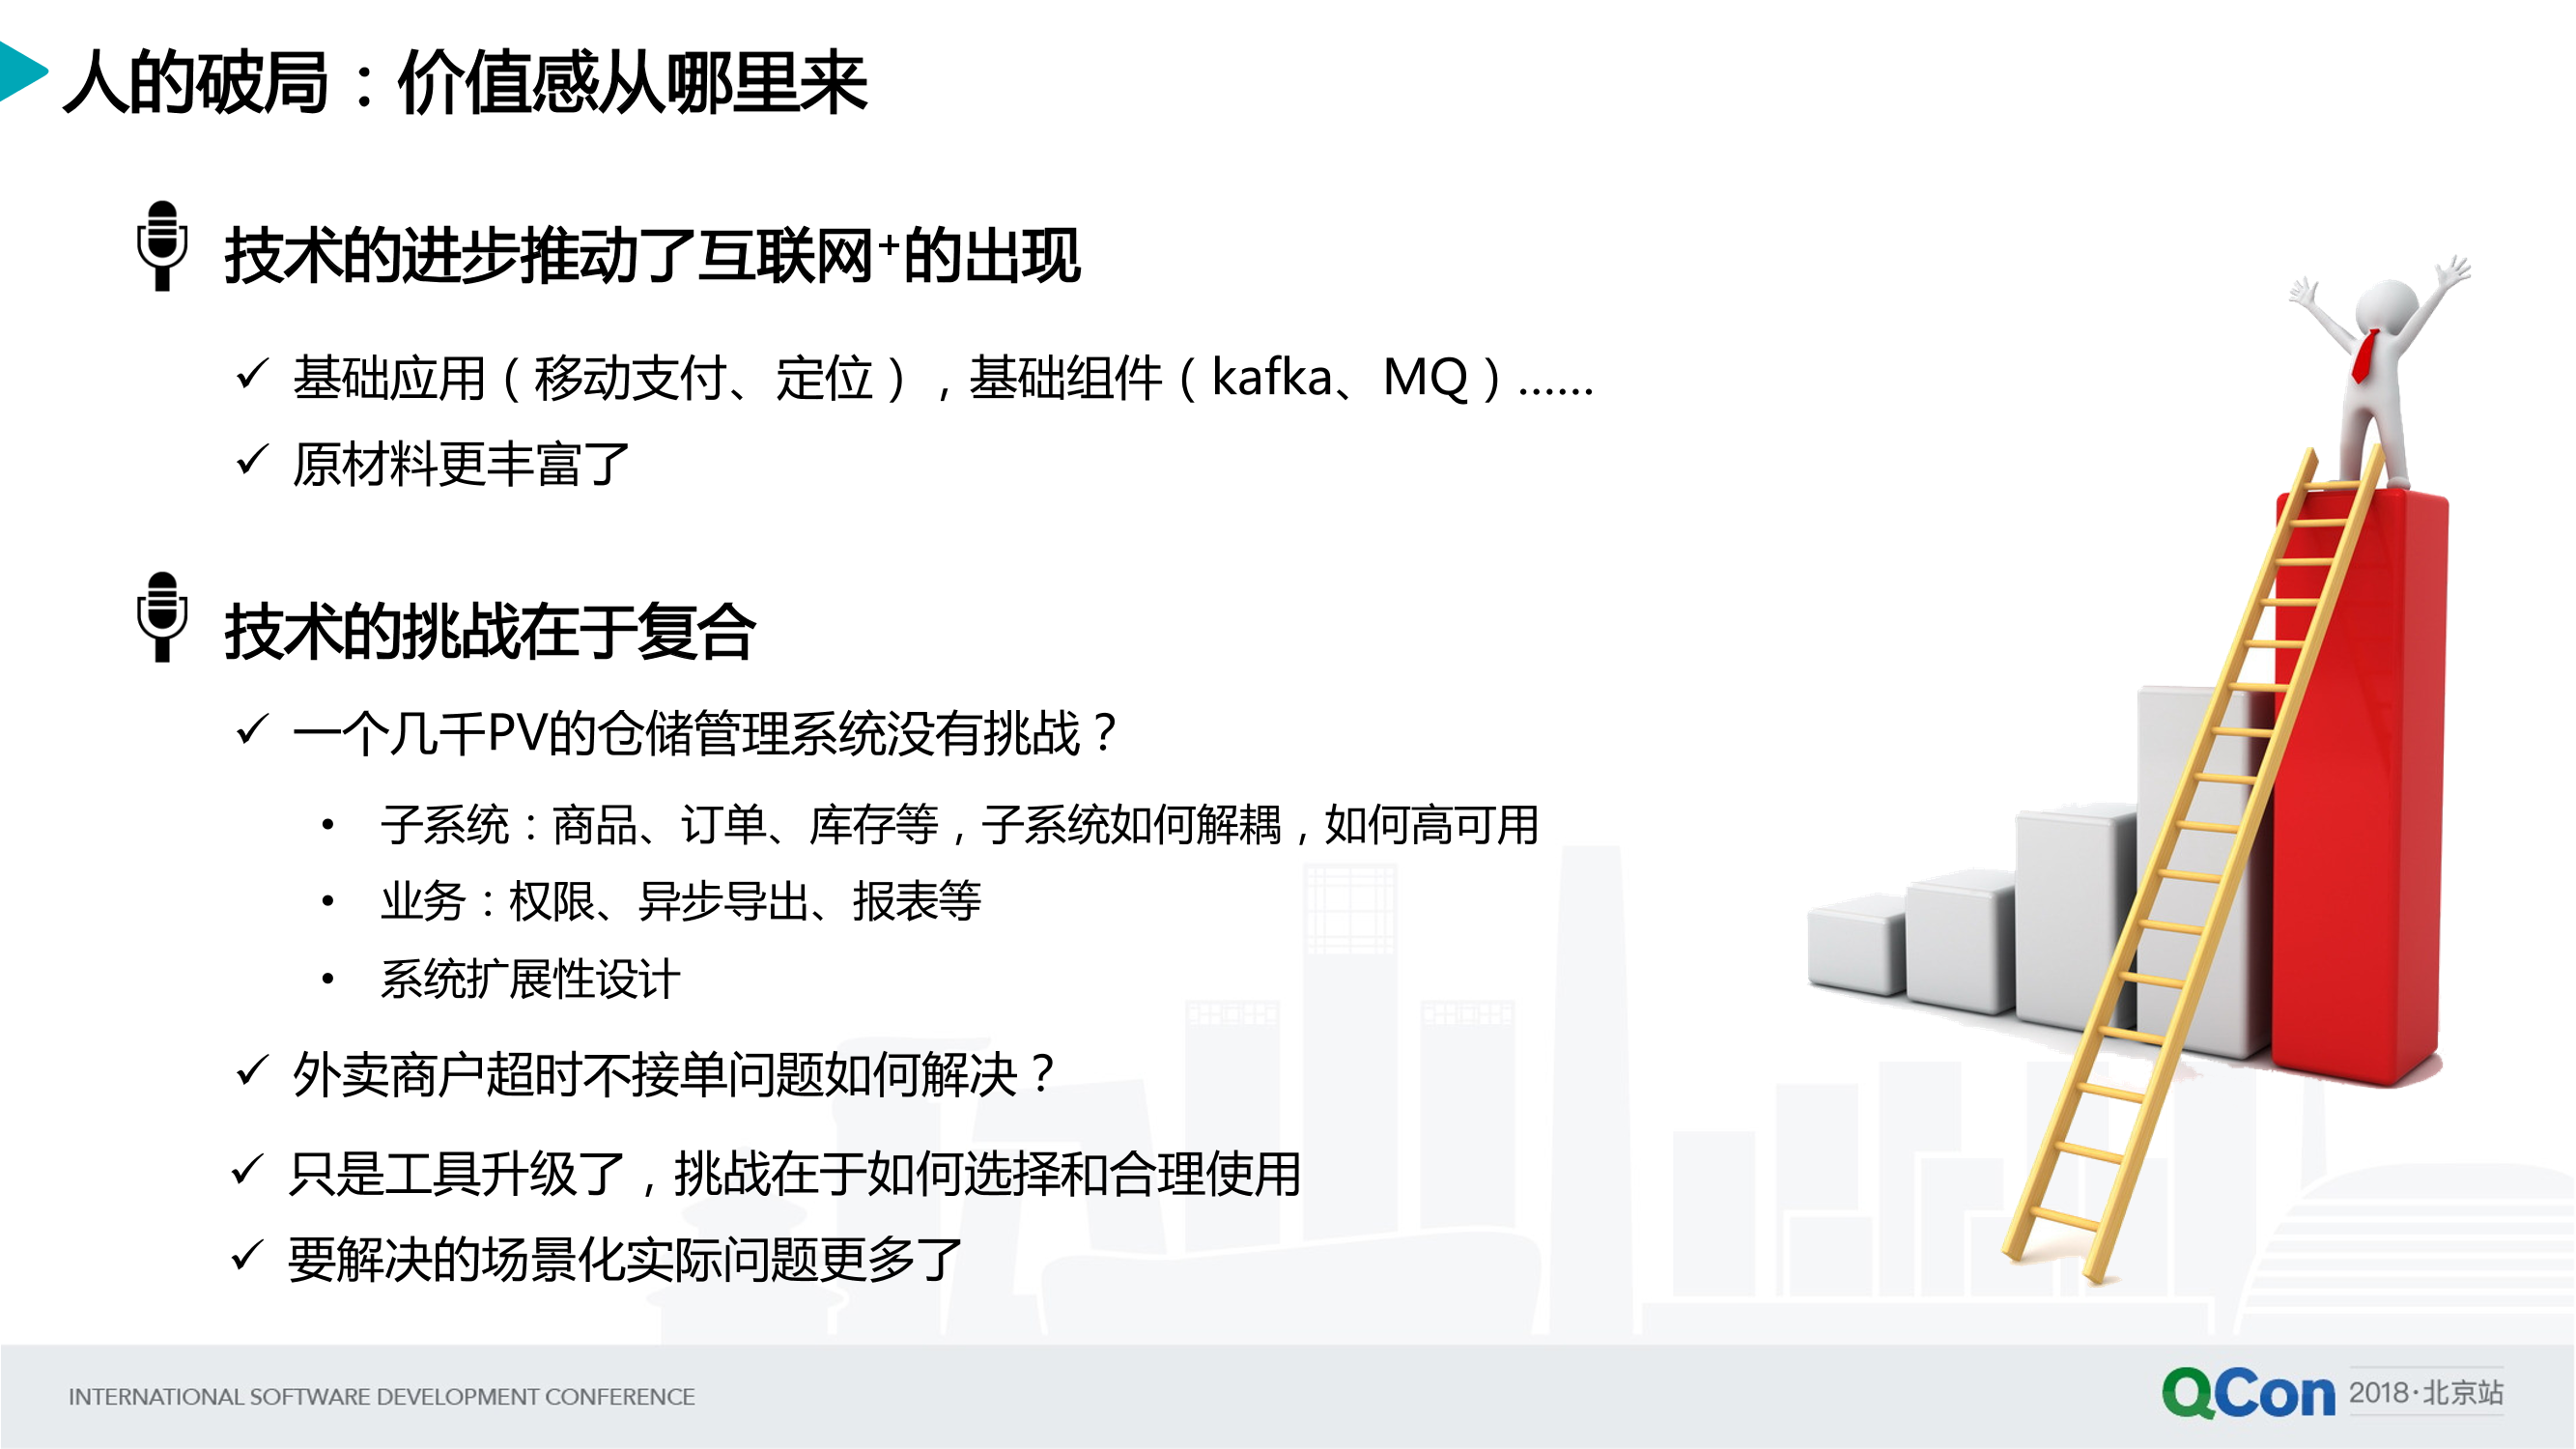 人的破局：价值感从哪里来
技术的进步推动了互联网+的出现
✓ 基础应用（移动支付、定位），基础组件（kafka、MQ）……
✓ 原材料更丰富了
技术的挑战在于复合
✓ 一个几千PV的仓储管理系统没有挑战？
• 子系统：商品、订单、库存等，子系统如何解耦，如何高可用
• 业务：权限、异步导出、报表等
• 系统扩展性设计
✓ 外卖商户超时不接单问题如何解决？
✓ 只是工具升级了，挑战在于如何选择和合理使用
✓ 要解决的场景化实际问题更多了
INTERNATIONAL SOFTWARE DEVELOPMENT CONFERENCE
QCon 2018·北京站